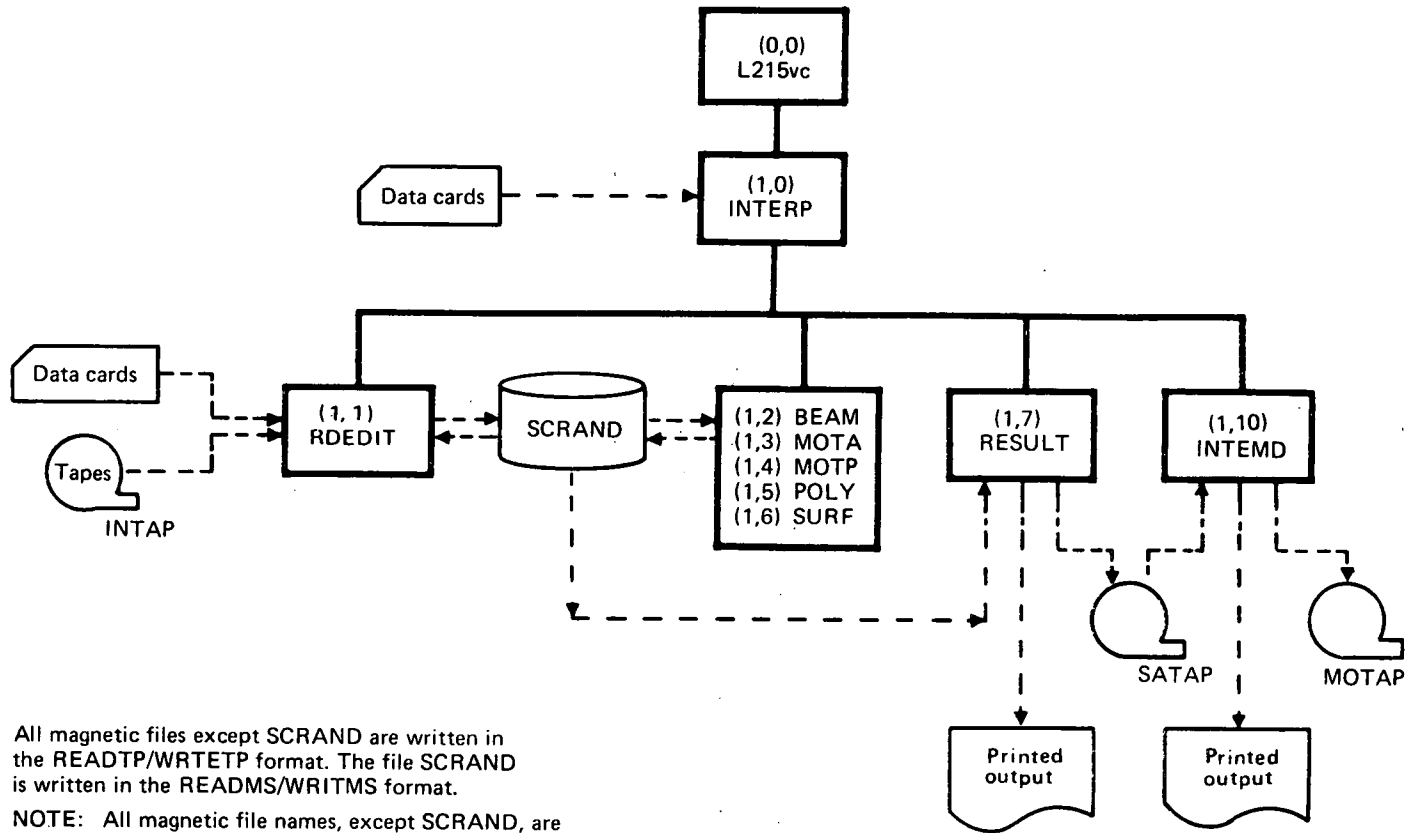 (0,0)
L215vc
Data cards
(1,0)
INTERP
Data cards
Tapes
INTAP
(1,1)
RDEDIT
SCRAND
(1,2) BEAM
(1,3) MOTA
(1,4) MOTP
(1,5) POLY
(1,6) SURF
(1,7)
RESULT
(1,10)
INTEMD
SATAP
MOTAP
Printed
output
Printed
output
All magnetic files except SCRAND are written in
the READTP/WRTETP format. The file SCRAND
is written in the READMS/WRITMS format.
NOTE: All magnetic file names, except SCRAND, are